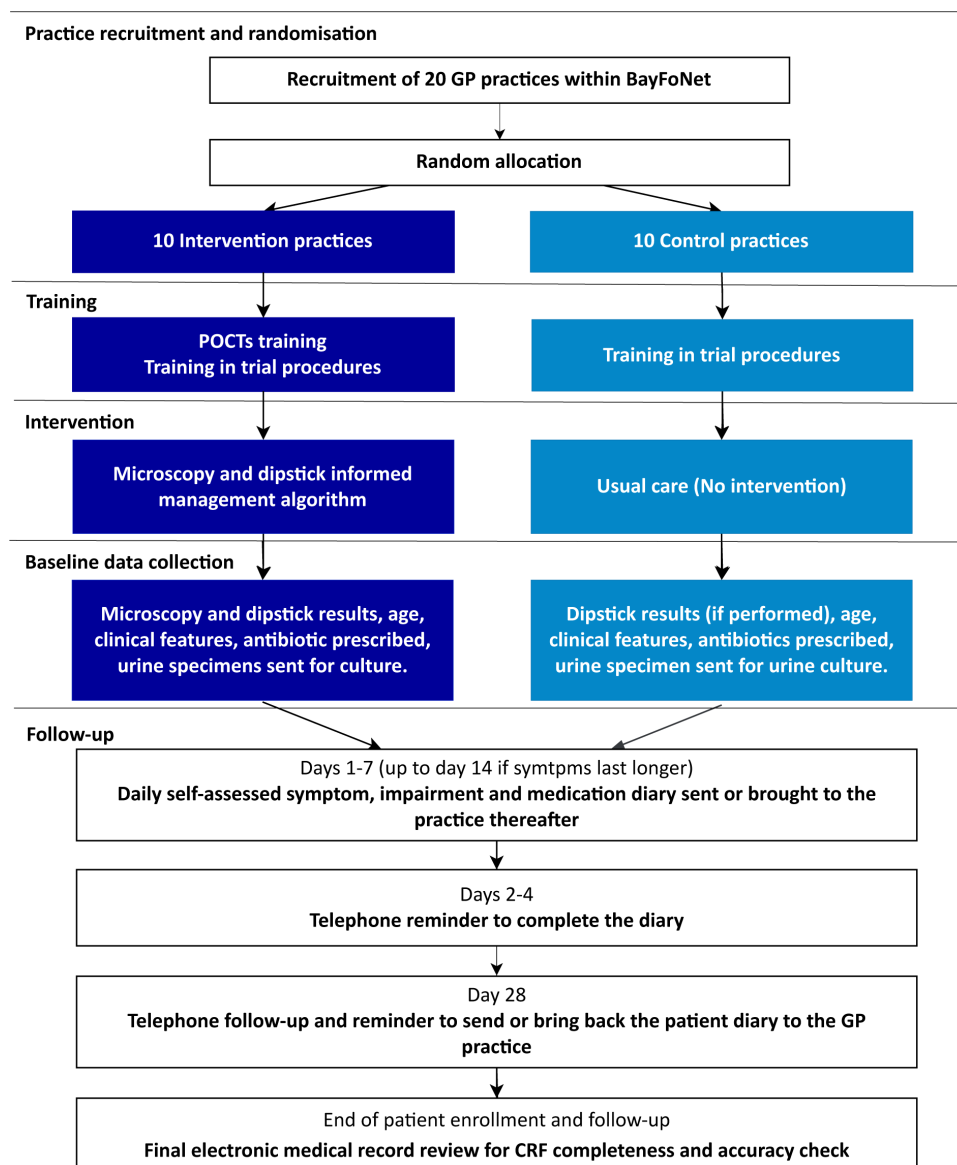 Practice recruitment and randomisation
Recruitment of 20 GP practices within BayFoNet
Random allocation
10 Intervention practices
10 Control practices
Training
POCTs training
Training in trial procedures
Training in trial procedures
Intervention
Microscopy and dipstick informed
management algorithm
Usual care (No intervention)
Baseline data collection
Microscopy and dipstick results, age,
clinical features, antibiotic prescribed,
urine specimens sent for culture.
Dipstick results (if performed), age,
clinical features, antibiotics prescribed,
urine specimen sent for urine culture.
Follow-up
Days 1-7 (up to day 14 if symtpms last longer)
Daily self-assessed symptom, impairment and medication diary sent or brought to the
practice thereafter
Days 2-4
Telephone reminder to complete the diary
Day 28
Telephone follow-up and reminder to send or bring back the patient diary to the GP
practice
End of patient enrollment and follow-up
Final electronic medical record review for CRF completeness and accuracy check